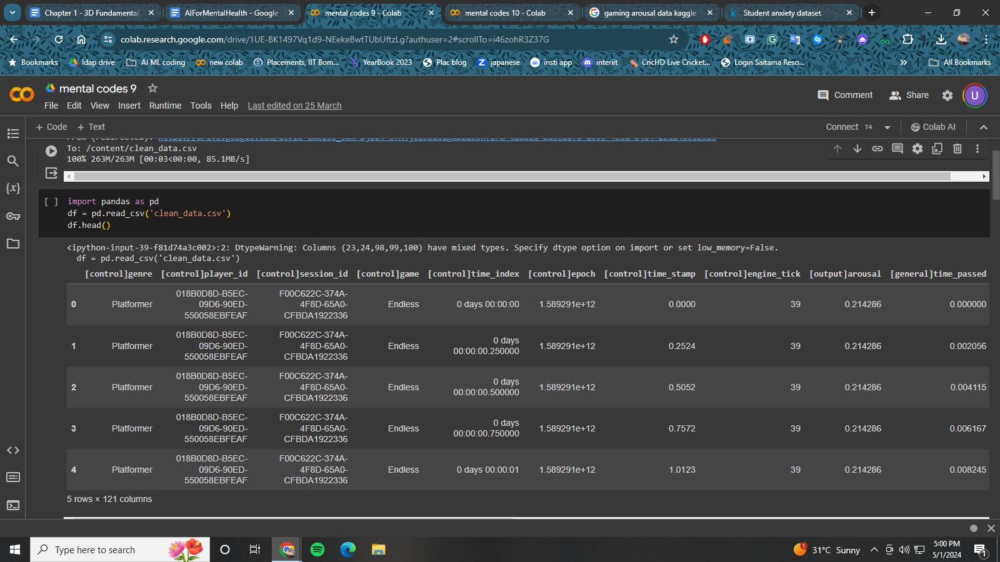 Chapter 1 - 3D Fundamental
AIForMentalHealth - Google
mental codes 9 - Colab
mental codes 10 - Colab
gaming arousal data kaggle
Student anxiety dataset
colab.research.google.com/drive/1UE-BK1497Vq1d9-NEekeBwtTUbUftzLg?authuser=2#scrollTo=i46zohR3Z37G
Bookmarks
ldap drive
AI ML coding
new colab
Placements, IIT Bom...
YearBook 2023
Plac blog
japanese
insti app
interiit
CricHD Live Cricket...
Login Saitama Reso...
»
All Bookmarks
mental codes 9
Comment
Share
U
File Edit View Insert Runtime Tools Help Last edited on 25 March
+ Code + Text
Connect T4
Colab AI
To: /content/clean_data.csv
100% 263M/263M [00:03<00:00, 85.1MB/s]
[ ] import pandas as pd
df = pd.read_csv('clean_data.csv')
df.head()
<ipython-input-39-f81d74a3c002>:2: DtypeWarning: Columns (23,24,98,99,100) have mixed types. Specify dtype option on import or set low_memory=False.
df = pd.read_csv('clean_data.csv')
[control]genre [control]player_id [control]session_id [control]game [control]time_index [control]epoch [control]time_stamp [control]engine_tick [output]arousal [general]time_passed
018B0D8D-B5EC- F00C622C-374A-
0 Platformer 09D6-90ED- 4F8D-65A0- Endless 0 days 00:00:00 1.589291e+12 0.0000 39 0.214286 0.000000
550058EBFEAF CFBDA1922336
018B0D8D-B5EC- F00C622C-374A- 0 days
1 Platformer 09D6-90ED- 4F8D-65A0- Endless 00:00:00.250000 1.589291e+12 0.2524 39 0.214286 0.002056
550058EBFEAF CFBDA1922336
018B0D8D-B5EC- F00C622C-374A- 0 days
2 Platformer 09D6-90ED- 4F8D-65A0- Endless 00:00:00.500000 1.589291e+12 0.5052 39 0.214286 0.004115
550058EBFEAF CFBDA1922336
018B0D8D-B5EC- F00C622C-374A- 0 days
3 Platformer 09D6-90ED- 4F8D-65A0- Endless 00:00:00.750000 1.589291e+12 0.7572 39 0.214286 0.006167
550058EBFEAF CFBDA1922336
018B0D8D-B5EC- F00C622C-374A-
4 Platformer 09D6-90ED- 4F8D-65A0- Endless 0 days 00:00:01 1.589291e+12 1.0123 39 0.214286 0.008245
550058EBFEAF CFBDA1922336
5 rows × 121 columns
Type here to search
1
31°C Sunny
5:00 PM
5/1/2024
1